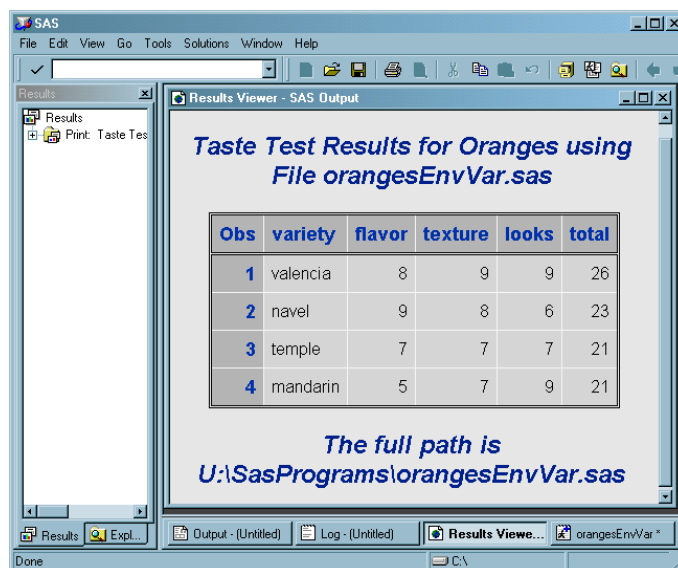 SAS
File Edit View Go Tools Solutions Window Help
Results
Results
Print: Taste Tes
Results Viewer - SAS Output
Taste Test Results for Oranges using
File orangesEnvVar.sas
Obs variety flavor texture looks total
1 valencia 8 9 9 26
2 navel 9 8 6 23
3 temple 7 7 7 21
4 mandarin 5 7 9 21
The full path is
U:\SasPrograms\orangesEnvVar.sas
Results Expl... Output - (Untitled) Log - (Untitled) Results Viewe... orangesEnvVar *
Done C:\